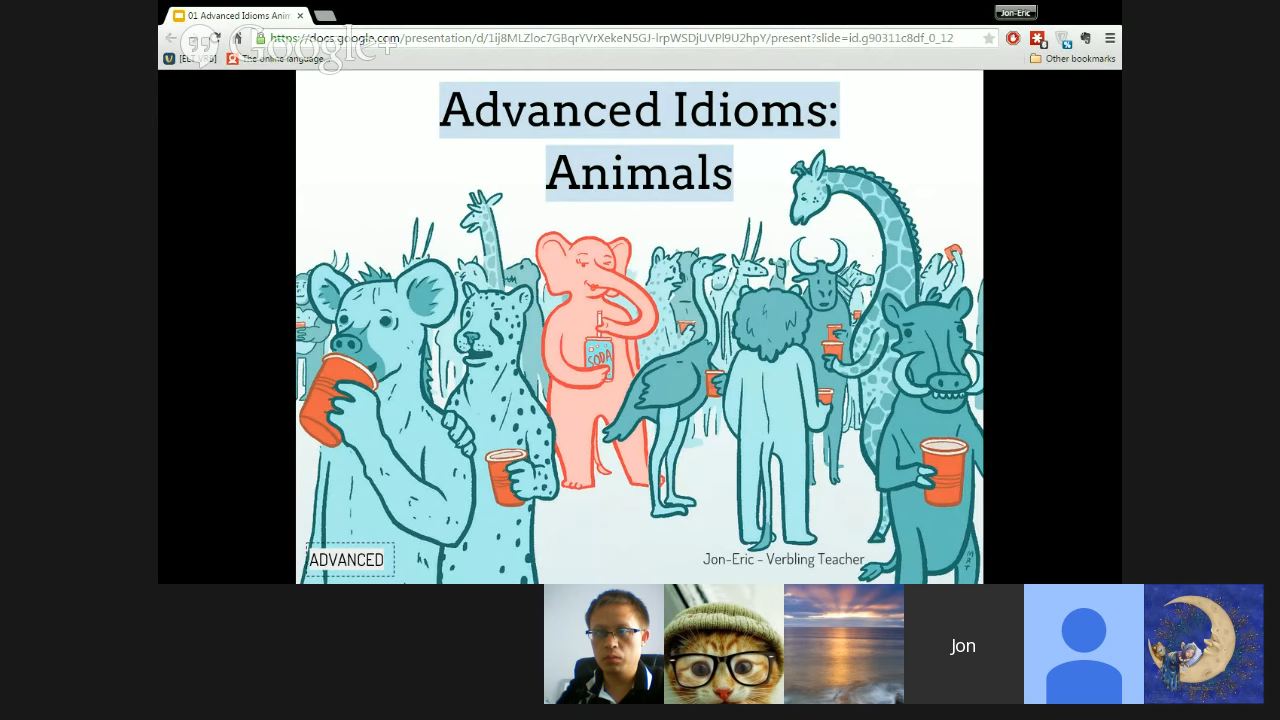 01 Advanced Idioms Anim
Jon-Eric
Google+
https://docs.google.com/presentation/d/1ij8MLZloc7GBqrYVrXekeN5GJ-lrpWSDjUVPl9U2hpY/present?slide=id.g90311c8df_0_12
The online language
Other bookmarks
Advanced Idioms:
Animals
SODA
ADVANCED
Jon-Eric – Verbling Teacher
Jon